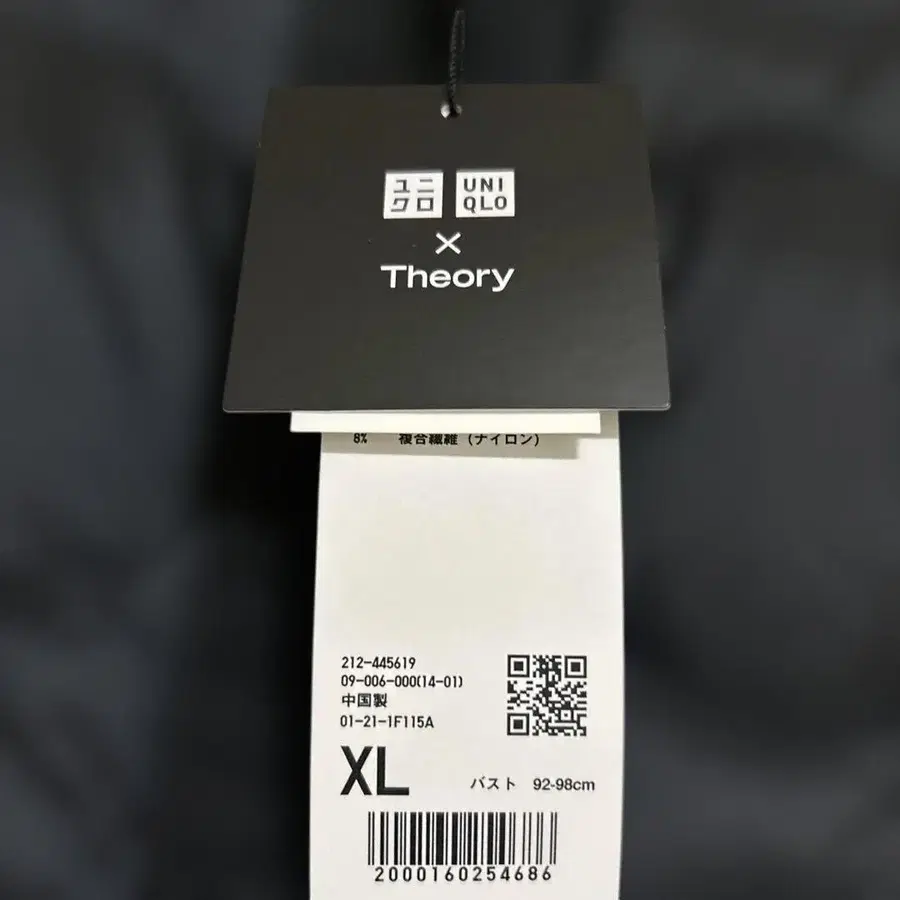 ユニ UNI
クロ QLO
×
Theory
8% 複合繊維 (ナイロン)
212-445619
09-006-000(14-01)
中国製
01-21-1F115A
XL バスト 92-98cm
2000160254686